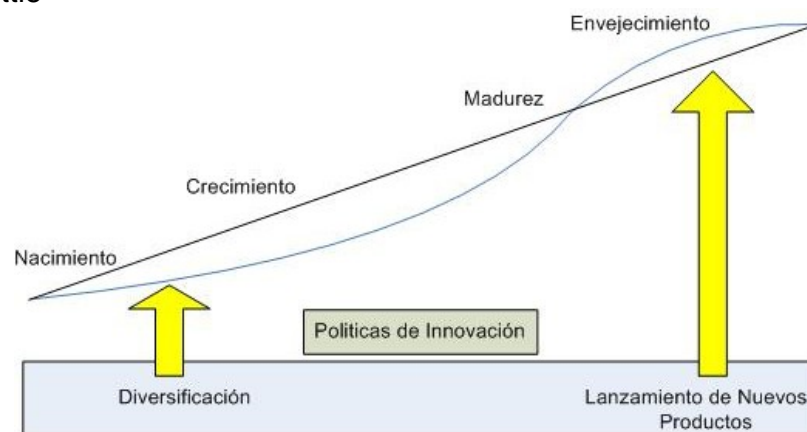 Envejecimiento
Madurez
Crecimiento
Nacimiento
Politicas de Innovación
Diversificación
Lanzamiento de Nuevos
Productos